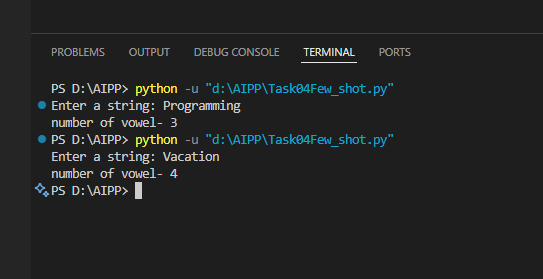 PROBLEMS OUTPUT DEBUG CONSOLE TERMINAL PORTS
PS D:\AIPP> python -u "d:\AIPP\Task04Few_shot.py"
Enter a string: Programming
number of vowel- 3
PS D:\AIPP> python -u "d:\AIPP\Task04Few_shot.py"
Enter a string: Vacation
number of vowel- 4
PS D:\AIPP>